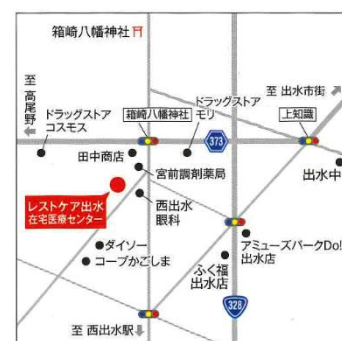 箱崎八幡神社
至 出水市街
至 高尾野
ドラッグストア
コスモス
箱崎八幡神社
ドラッグストア
モリ
上知識
373
田中商店
宮前調剤薬局
出水中
レストケア出水
在宅医療センター
西出水
眼科
アミューズパークDo!
出水店
ダイソー
コープかごしま
ふく福
出水店
328
至 西出水駅